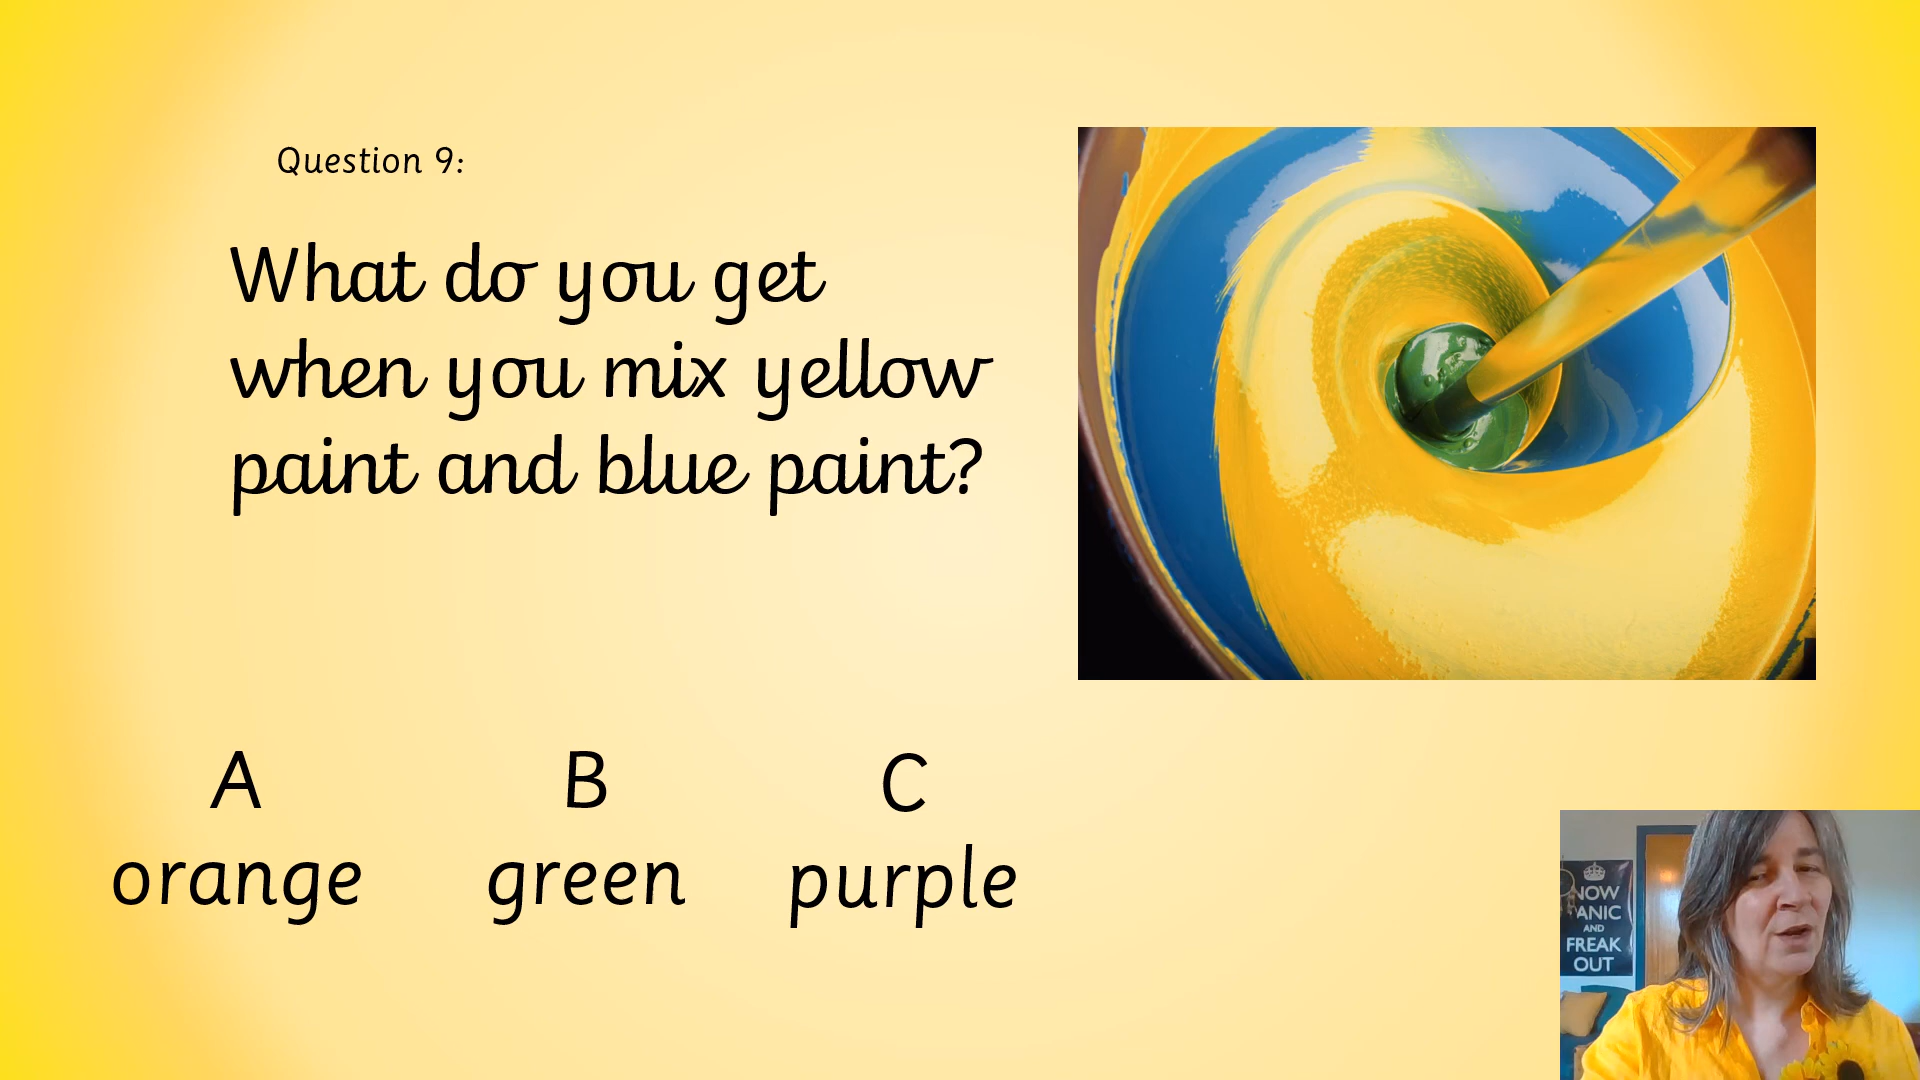 Question 9:
What do you get
when you mix yellow
paint and blue paint?
A
orange
B
green
C
purple
NOW
ANIC
AND
FREAK
OUT